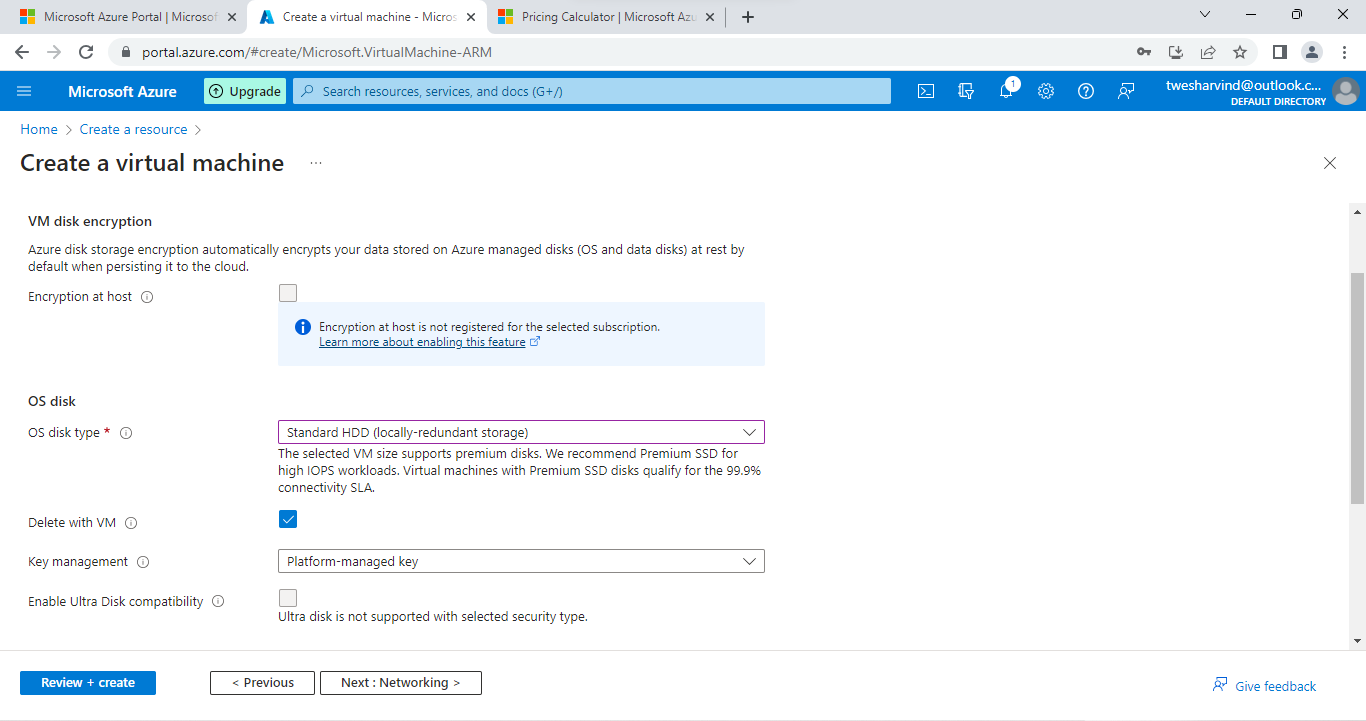 Microsoft Azure Portal | Microsof
Create a virtual machine - Micros
Pricing Calculator | Microsoft Azu
portal.azure.com/#create/Microsoft.VirtualMachine-ARM
Microsoft Azure
Upgrade
Search resources, services, and docs (G+/)
1
twesharvind@outlook.c...
DEFAULT DIRECTORY
Home > Create a resource >
Create a virtual machine ...
VM disk encryption
Azure disk storage encryption automatically encrypts your data stored on Azure managed disks (OS and data disks) at rest by
default when persisting it to the cloud.
Encryption at host
Encryption at host is not registered for the selected subscription.
Learn more about enabling this feature
OS disk
OS disk type *
Standard HDD (locally-redundant storage)
The selected VM size supports premium disks. We recommend Premium SSD for
high IOPS workloads. Virtual machines with Premium SSD disks qualify for the 99.9%
connectivity SLA.
Delete with VM
Key management
Platform-managed key
Enable Ultra Disk compatibility
Ultra disk is not supported with selected security type.
Review + create
< Previous
Next : Networking >
Give feedback